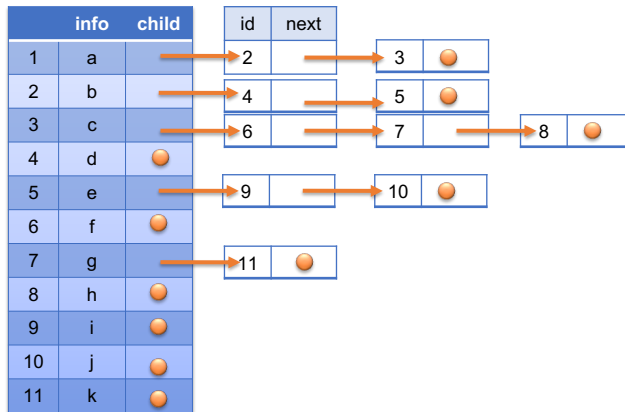 info child id next
1 a 2 3
2 b 4 5
3 c 6 7 8
4 d
5 e 9 10
6 f
7 g 11
8 h
9 i
10 j
11 k